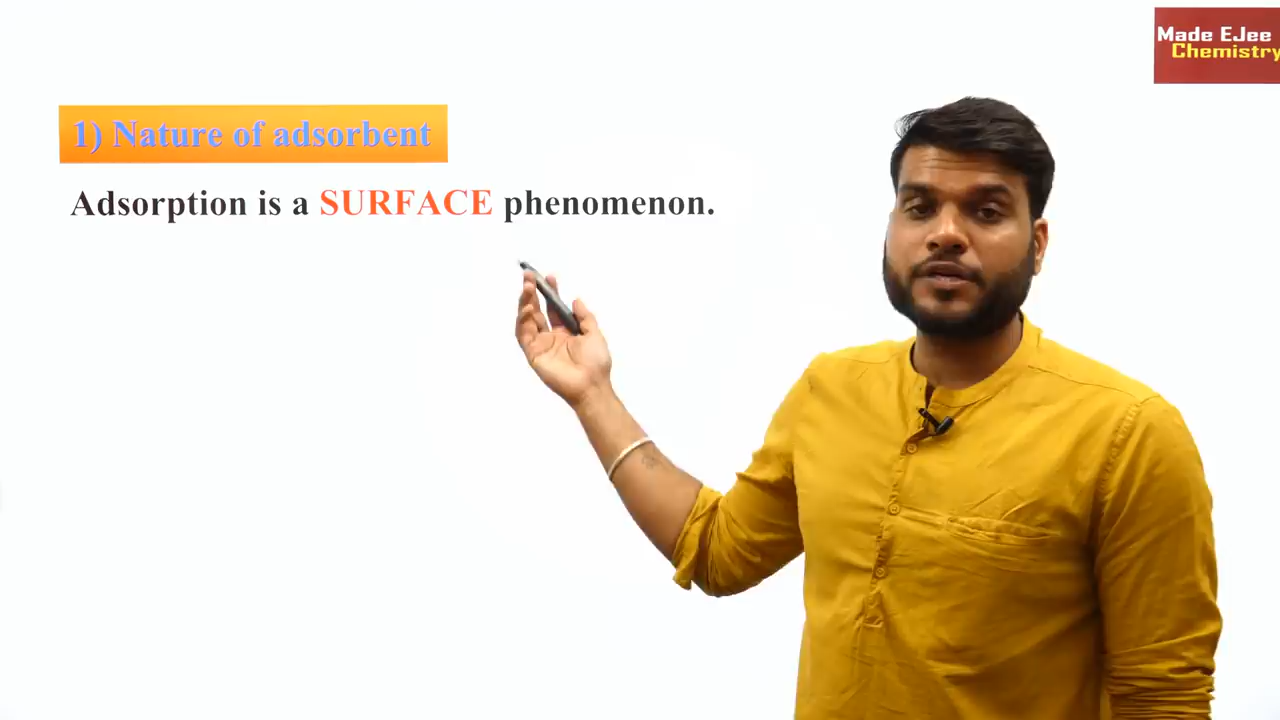 Made EJee
Chemistry
1) Nature of adsorbent
Adsorption is a SURFACE phenomenon.